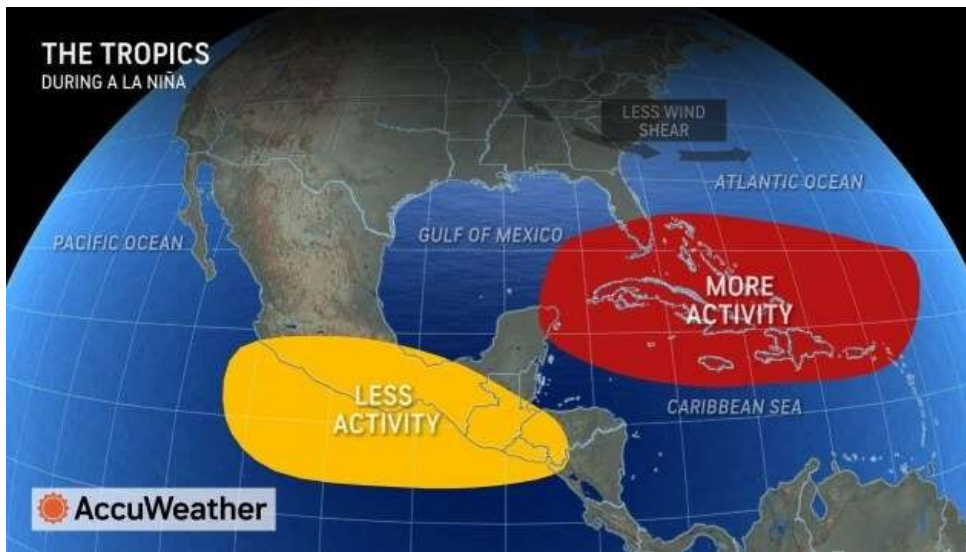 THE TROPICS
DURING A LA NIÑA
LESS WIND
SHEAR
ATLANTIC OCEAN
PACIFIC OCEAN
GULF OF MEXICO
MORE
ACTIVITY
LESS
ACTIVITY
CARIBBEAN SEA
AccuWeather